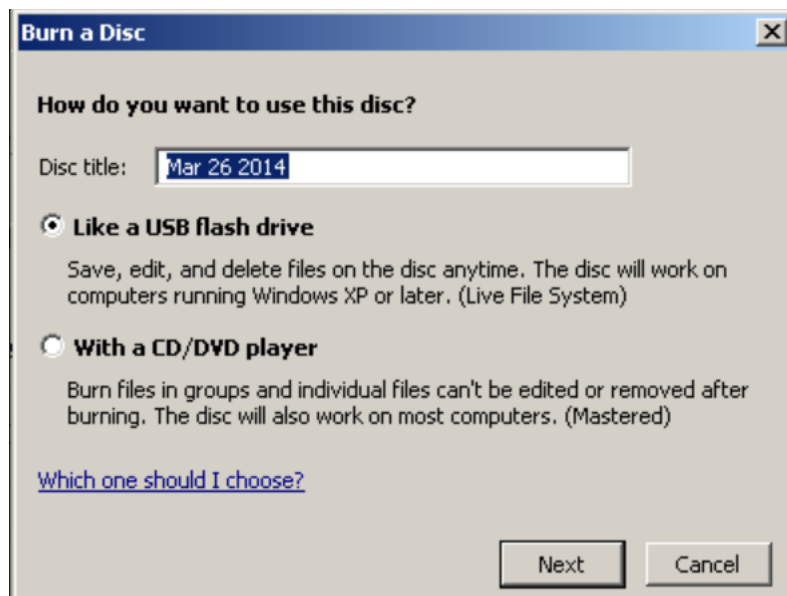 Burn a Disc
How do you want to use this disc?
Disc title: Mar 26 2014
Like a USB flash drive
Save, edit, and delete files on the disc anytime. The disc will work on
computers running Windows XP or later. (Live File System)
With a CD/DVD player
Burn files in groups and individual files can't be edited or removed after
burning. The disc will also work on most computers. (Mastered)
Which one should I choose?
Next Cancel